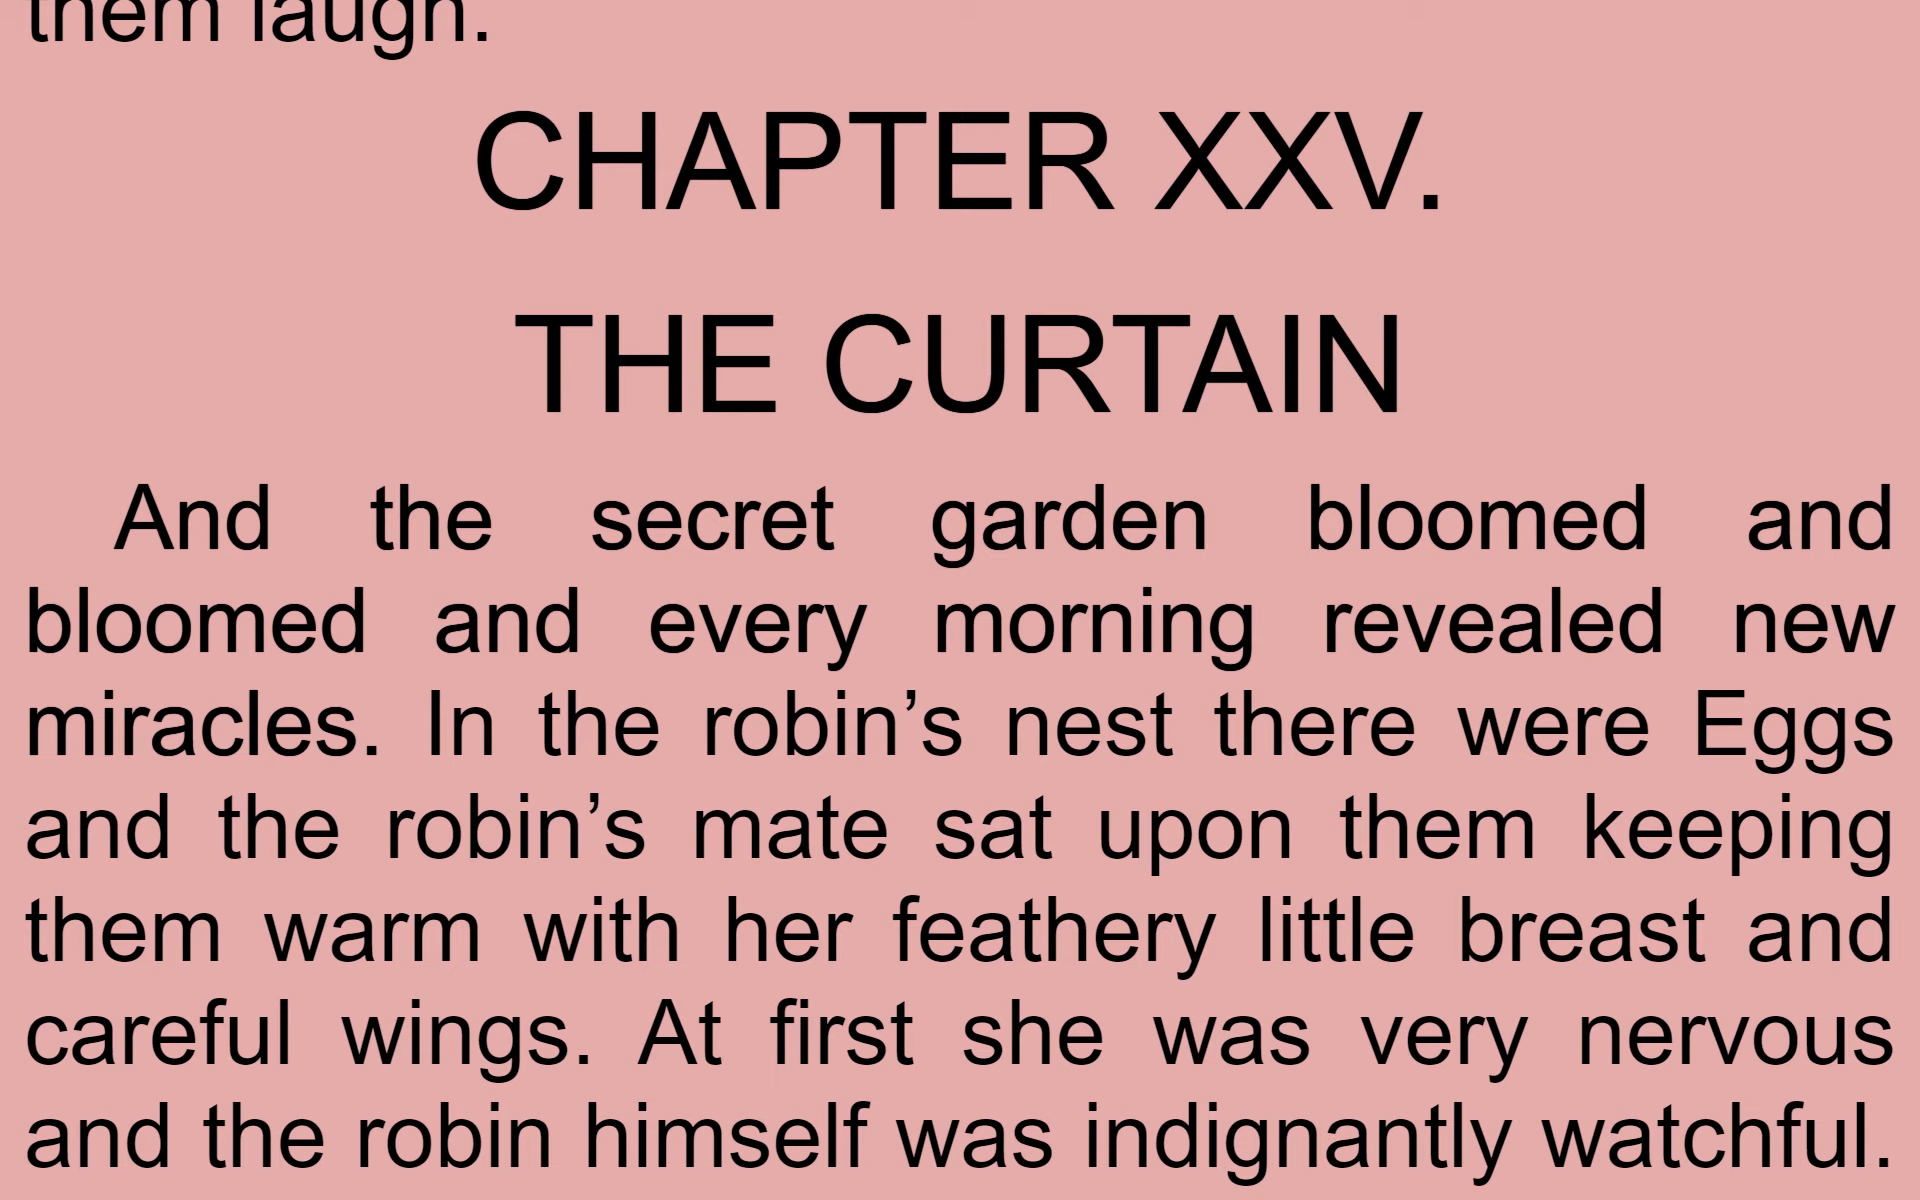 them laugh.
CHAPTER XXV.
THE CURTAIN
And the secret garden bloomed and
bloomed and every morning revealed new
miracles. In the robin’s nest there were Eggs
and the robin’s mate sat upon them keeping
them warm with her feathery little breast and
careful wings. At first she was very nervous
and the robin himself was indignantly watchful.